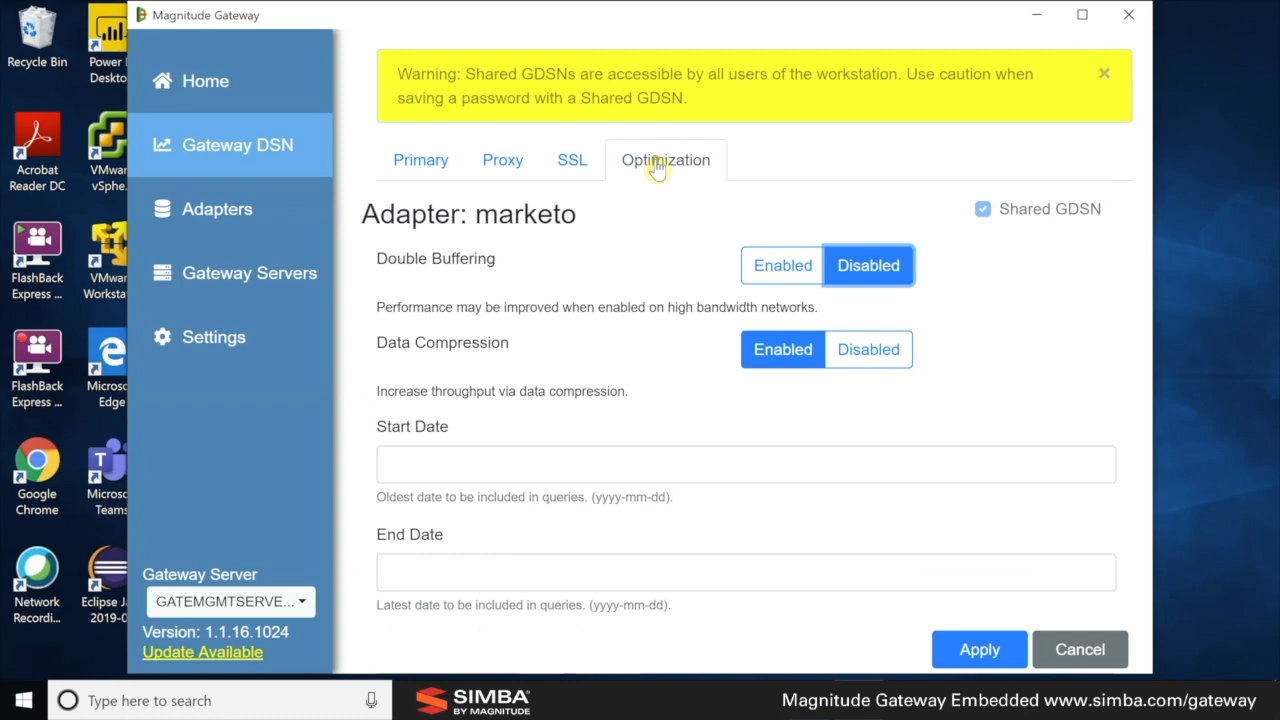 Magnitude Gateway
Recycle Bin
Power
Deskto
Acrobat
Reader DC
VMwar
vSphe.
FlashBack
Express ...
VMwar
Workstat
FlashBack
Express ...
Microso
Edge
Google
Chrome
Microso
Teams
Network
Recordi...
Eclipse Ja
2019-0
Home
Gateway DSN
Adapters
Gateway Servers
Settings
Gateway Server
GATEMGMTSERVE...
Version: 1.1.16.1024
Update Available
Warning: Shared GDSNs are accessible by all users of the workstation. Use caution when
saving a password with a Shared GDSN.
Primary Proxy SSL Optimization
Adapter: marketo
Shared GDSN
Double Buffering
Enabled Disabled
Performance may be improved when enabled on high bandwidth networks.
Data Compression
Enabled Disabled
Increase throughput via data compression.
Start Date
Oldest date to be included in queries. (yyyy-mm-dd).
End Date
Latest date to be included in queries. (yyyy-mm-dd).
Apply Cancel
Type here to search
SIMBA
BY MAGNITUDE
Magnitude Gateway Embedded www.simba.com/gateway